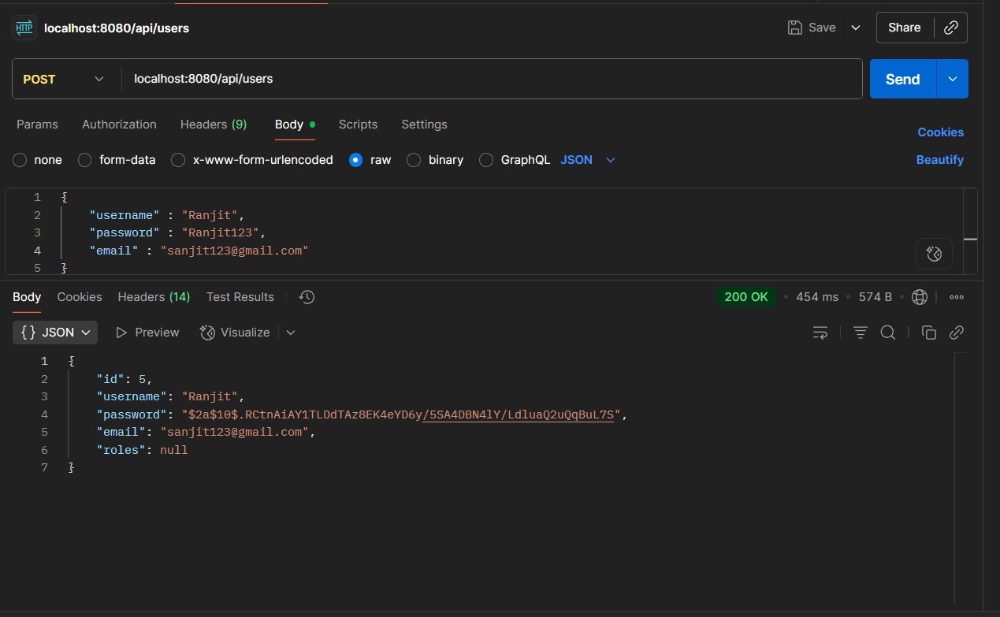 HTTP localhost:8080/api/users Save Share
POST localhost:8080/api/users Send
Params Authorization Headers (9) Body Scripts Settings Cookies
none form-data x-www-form-urlencoded raw binary GraphQL JSON Beautify
1 {
2 "username" : "Ranjit",
3 "password" : "Ranjit123",
4 "email" : "sanjit123@gmail.com"
5 }
Body Cookies Headers (14) Test Results 200 OK • 454 ms • 574 B •
{} JSON Preview Visualize
1 {
2 "id": 5,
3 "username": "Ranjit",
4 "password": "$2a$10$.RCtnAiAY1TLDdTAz8EK4eYD6y/5SA4DBN4lY/LdluaQ2uQqBuL7S",
5 "email": "sanjit123@gmail.com",
6 "roles": null
7 }